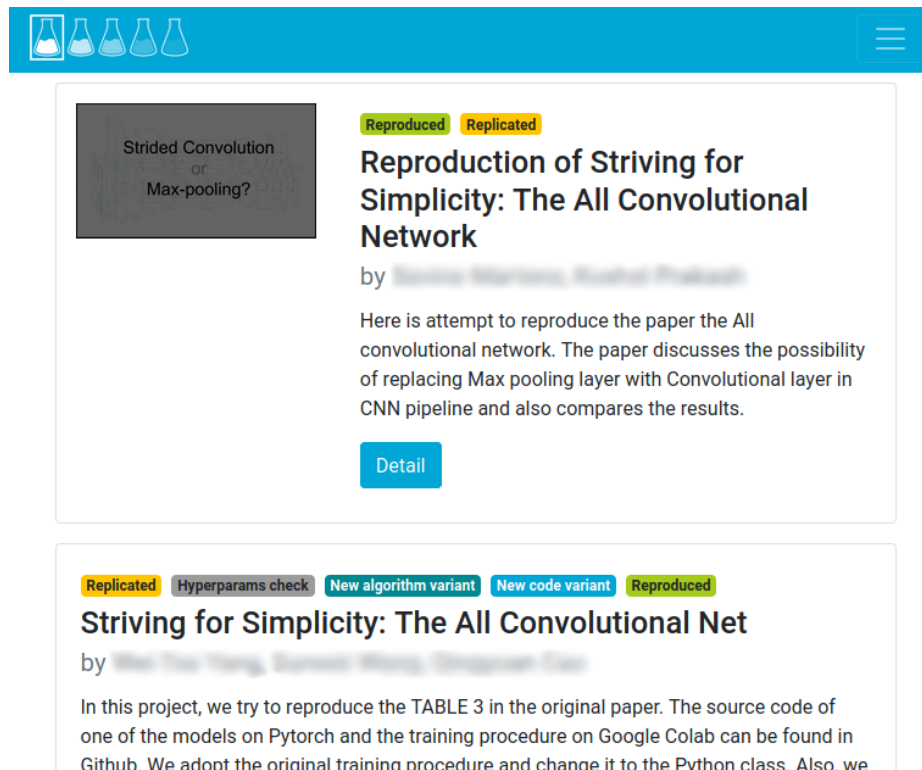 Strided Convolution
or
Max-pooling?
Reproduced Replicated
Reproduction of Striving for
Simplicity: The All Convolutional
Network
by
Here is attempt to reproduce the paper the All
convolutional network. The paper discusses the possibility
of replacing Max pooling layer with Convolutional layer in
CNN pipeline and also compares the results.
Detail
Replicated Hyperparams check New algorithm variant New code variant Reproduced
Striving for Simplicity: The All Convolutional Net
by
In this project, we try to reproduce the TABLE 3 in the original paper. The source code of
one of the models on Pytorch and the training procedure on Google Colab can be found in
Github. We adopt the original training procedure and change it to the Python class. Also, we